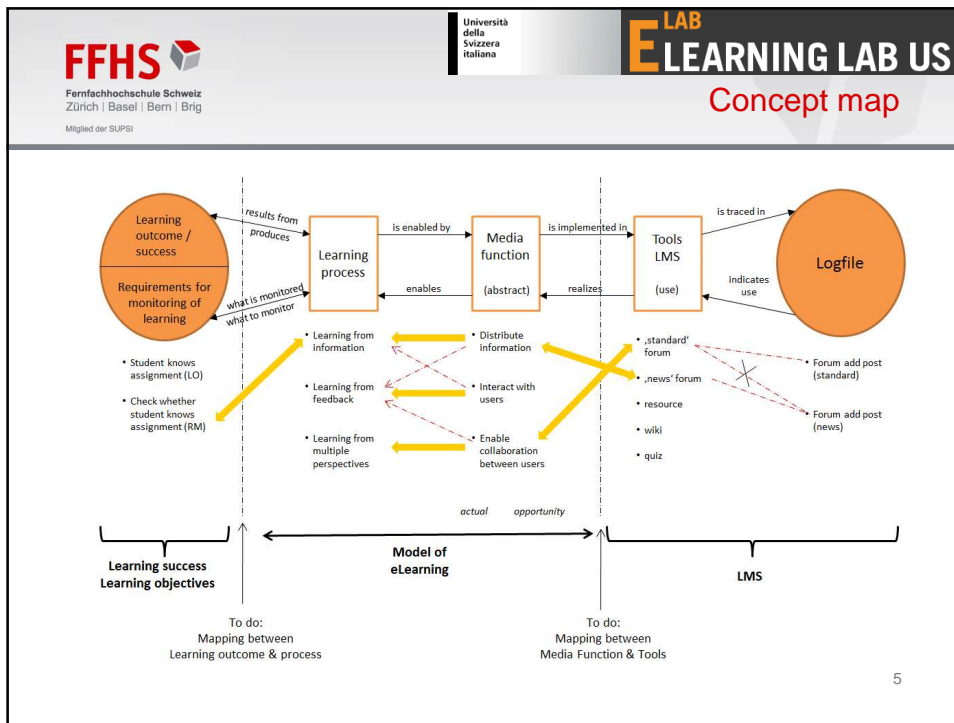 FFHS
Fernfachhochschule Schweiz
Zürich | Basel | Bern | Brig
Mitglied der SUPSI
Università
della
Svizzera
italiana
E LAB
LEARNING LAB US
Concept map
Learning
outcome /
success
Requirements for
monitoring of
learning
results from
produces
what is monitored
what to monitor
Learning
process
is enabled by
enables
Media
function
(abstract)
is implemented in
realizes
Tools
LMS
(use)
is traced in
indicates
use
Logfile
• Student knows
assignment (LO)
• Check whether
student knows
assignment (RM)
• Learning from
information
• Learning from
feedback
• Learning from
multiple
perspectives
• Distribute
information
• Interact with
users
• Enable
collaboration
between users
• ‚standard‘
forum
• ‚news‘ forum
• resource
• wiki
• quiz
• Forum add post
(standard)
• Forum add post
(news)
actual opportunity
Learning success
Learning objectives
Model of
eLearning
LMS
To do:
Mapping between
Learning outcome & process
To do:
Mapping between
Media Function & Tools
5